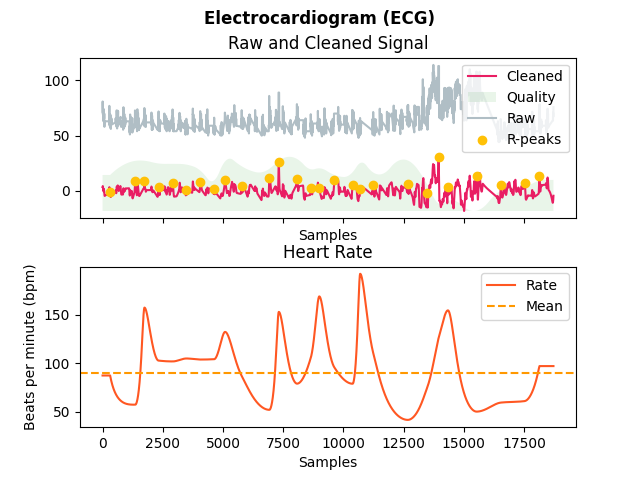 Electrocardiogram (ECG)
Raw and Cleaned Signal
100
50
0
Cleaned
Quality
Raw
R-peaks
Samples
Heart Rate
Beats per minute (bpm)
150
100
50
Rate
Mean
0 2500 5000 7500 10000 12500 15000 17500
Samples